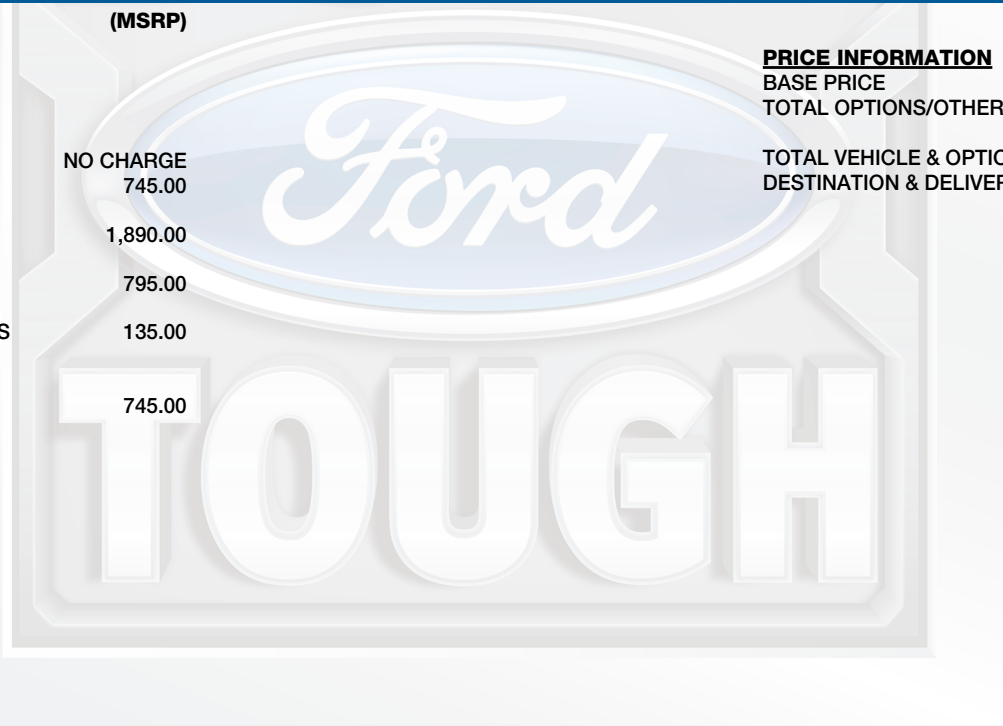 (MSRP)
NO CHARGE
745.00
1,890.00
795.00
S 135.00
745.00
PRICE INFORMATION
BASE PRICE
TOTAL OPTIONS/OTHER
TOTAL VEHICLE & OPTIO
DESTINATION & DELIVER
Ford
TOUGH